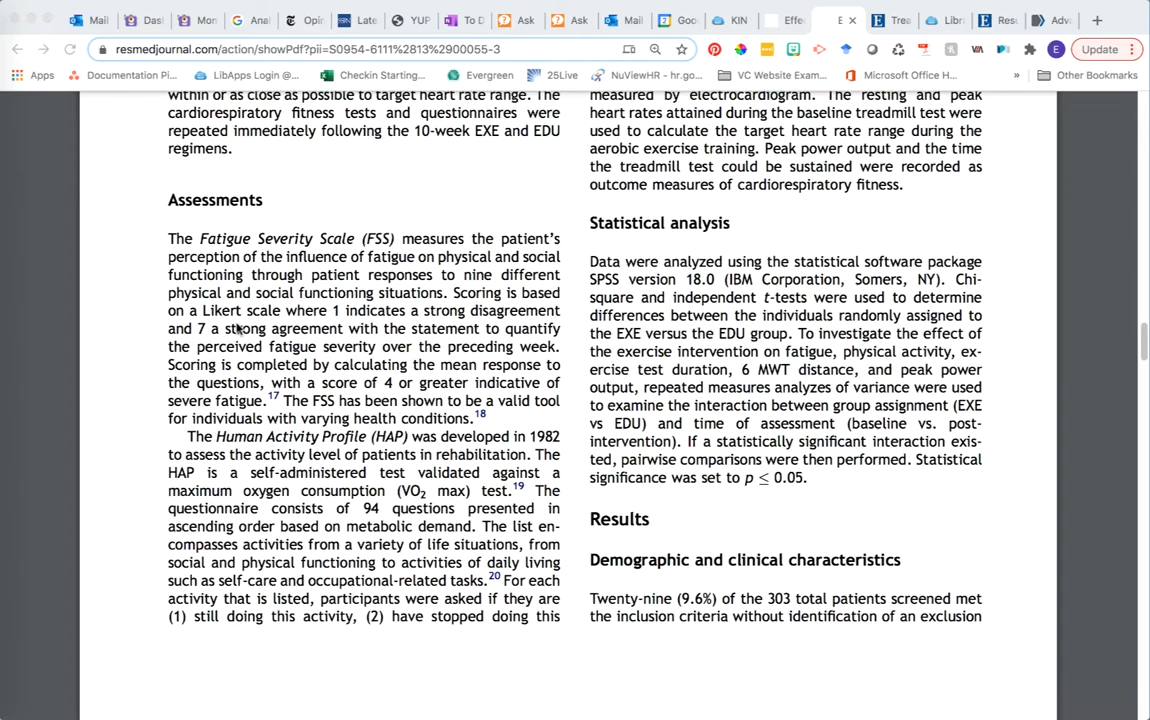 Mail
Das
Mon
Ana
Opin
Late
YUP
To D
Ask
Ask
Mail
Goo
KIN
Effe
E
Trea
Libra
Resu
Adva
resmedjournal.com/action/showPdf?pii=S0954-6111%2813%2900055-3
E
Update
Apps
Documentation Pi...
LibApps Login @...
Checkin Starting...
Evergreen
25Live
NuViewHR - hr.go...
VC Website Exam...
Microsoft Office H...
»
Other Bookmarks
within or as close as possible to target heart rate range. The
cardiorespiratory fitness tests and questionnaires were
repeated immediately following the 10-week EXE and EDU
regimens.
Assessments
The Fatigue Severity Scale (FSS) measures the patient's
perception of the influence of fatigue on physical and social
functioning through patient responses to nine different
physical and social functioning situations. Scoring is based
on a Likert scale where 1 indicates a strong disagreement
and 7 a strong agreement with the statement to quantify
the perceived fatigue severity over the preceding week.
Scoring is completed by calculating the mean response to
the questions, with a score of 4 or greater indicative of
severe fatigue.17 The FSS has been shown to be a valid tool
for individuals with varying health conditions.18
The Human Activity Profile (HAP) was developed in 1982
to assess the activity level of patients in rehabilitation. The
HAP is a self-administered test validated against a
maximum oxygen consumption (VO2 max) test.19 The
questionnaire consists of 94 questions presented in
ascending order based on metabolic demand. The list en-
compasses activities from a variety of life situations, from
social and physical functioning to activities of daily living
such as self-care and occupational-related tasks.20 For each
activity that is listed, participants were asked if they are
(1) still doing this activity, (2) have stopped doing this
measured by electrocardiogram. The resting and peak
heart rates attained during the baseline treadmill test were
used to calculate the target heart rate range during the
aerobic exercise training. Peak power output and the time
the treadmill test could be sustained were recorded as
outcome measures of cardiorespiratory fitness.
Statistical analysis
Data were analyzed using the statistical software package
SPSS version 18.0 (IBM Corporation, Somers, NY). Chi-
square and independent t-tests were used to determine
differences between the individuals randomly assigned to
the EXE versus the EDU group. To investigate the effect of
the exercise intervention on fatigue, physical activity, ex-
ercise test duration, 6 MWT distance, and peak power
output, repeated measures analyzes of variance were used
to examine the interaction between group assignment (EXE
vs EDU) and time of assessment (baseline vs. post-
intervention). If a statistically significant interaction exis-
ted, pairwise comparisons were then performed. Statistical
significance was set to p ≤ 0.05.
Results
Demographic and clinical characteristics
Twenty-nine (9.6%) of the 303 total patients screened met
the inclusion criteria without identification of an exclusion